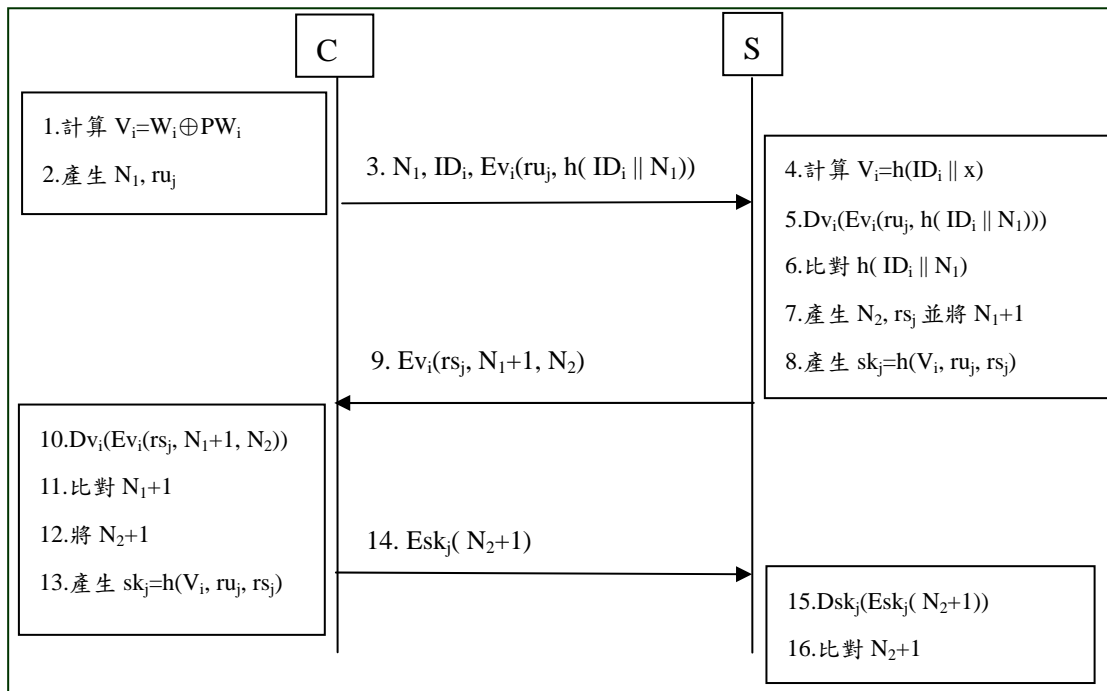 C
S
1.計算 Vᵢ=Wᵢ⊕PWᵢ
2.產生 N₁, ruⱼ
3. N₁, IDᵢ, Evᵢ(ruⱼ, h( IDᵢ || N₁))
4.計算 Vᵢ=h(IDᵢ || x)
5.Dvᵢ(Evᵢ(ruⱼ, h( IDᵢ || N₁)))
6.比對 h( IDᵢ || N₁)
7.產生 N₂, rsⱼ 並將 N₁+1
8.產生 skⱼ=h(Vᵢ, ruⱼ, rsⱼ)
9. Evᵢ(rsⱼ, N₁+1, N₂)
10.Dvᵢ(Evᵢ(rsⱼ, N₁+1, N₂))
11.比對 N₁+1
12.將 N₂+1
13.產生 skⱼ=h(Vᵢ, ruⱼ, rsⱼ)
14. Eskⱼ( N₂+1)
15.Dskⱼ(Eskⱼ( N₂+1))
16.比對 N₂+1